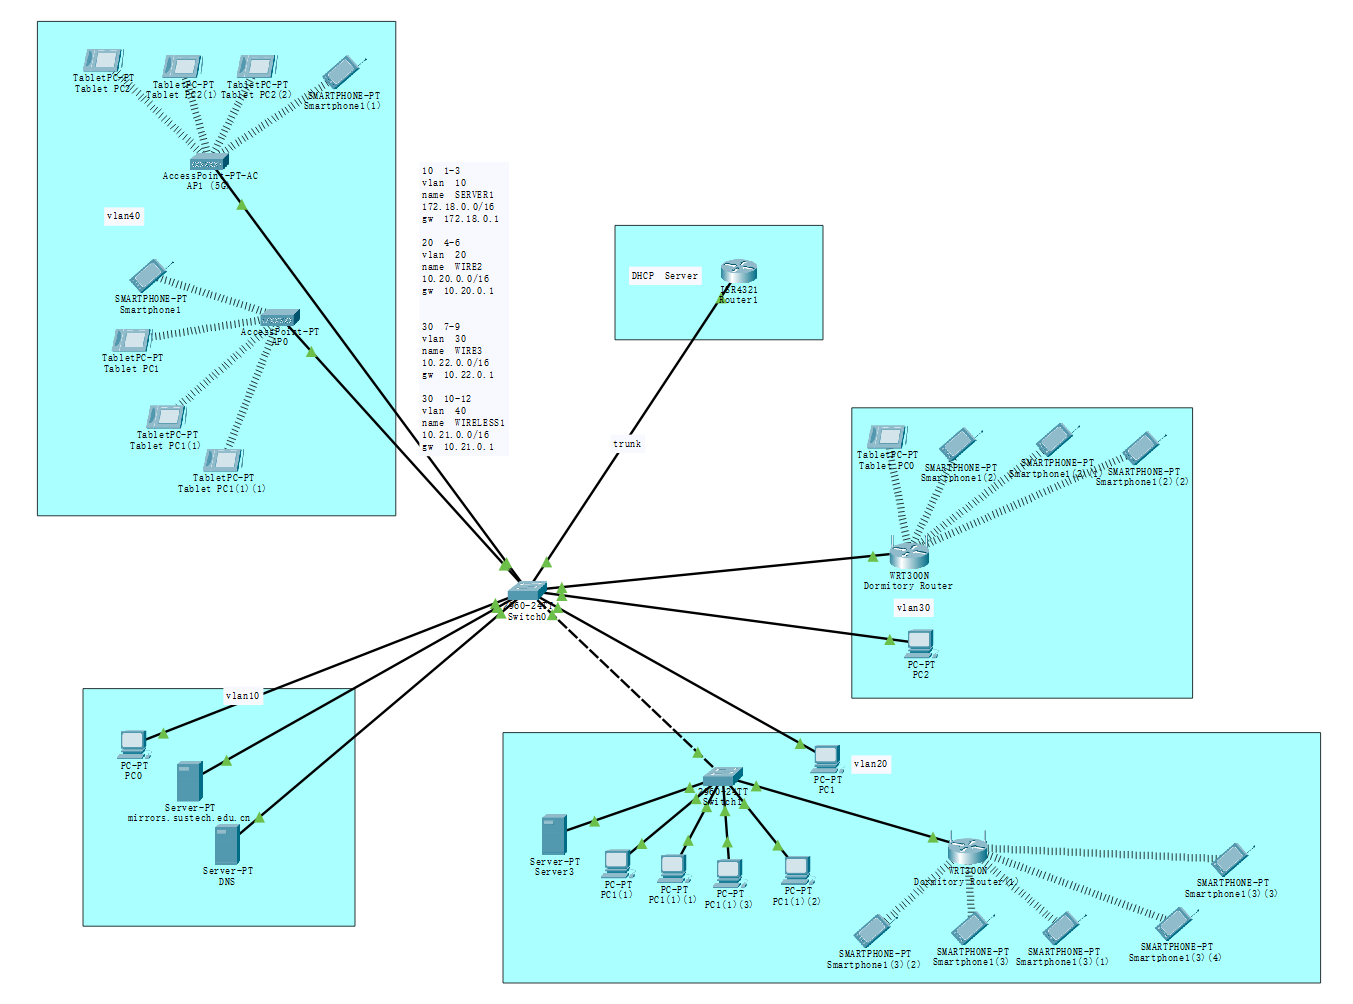 TabletPC-PT
Tablet PC2
TabletPC-PT
Tablet PC2(1)
TabletPC-PT
Tablet PC2(2)
SMARTPHONE-PT
Smartphone1(1)
AccessPoint-PT-AC
AP1 (5G)
vlan40
SMARTPHONE-PT
Smartphone1
AccessPoint-PT
AP0
TabletPC-PT
Tablet PC1
TabletPC-PT
Tablet PC1(1)
TabletPC-PT
Tablet PC1(1)(1)
10 1-3
vlan 10
name SERVER1
172.18.0.0/16
gw 172.18.0.1
20 4-6
vlan 20
name WIRE2
10.20.0.0/16
gw 10.20.0.1
30 7-9
vlan 30
name WIRE3
10.22.0.0/16
gw 10.22.0.1
30 10-12
vlan 40
name WIRELESS1
10.21.0.0/16
gw 10.21.0.1
DHCP Server
ISR4321
Router1
trunk
TabletPC-PT
Tablet PC0
SMARTPHONE-PT
Smartphone1(2)
SMARTPHONE-PT
Smartphone1(2)(1)
SMARTPHONE-PT
Smartphone1(2)(2)
WRT300N
Dormitory Router
vlan30
PC-PT
PC2
2960-24TT
Switch0
vlan10
PC-PT
PC0
Server-PT
mirrors.sustech.edu.cn
Server-PT
DNS
PC-PT
PC1
vlan20
2960-24TT
Switch1
Server-PT
Server3
PC-PT
PC1(1)
PC-PT
PC1(1)(1)
PC-PT
PC1(1)(3)
PC-PT
PC1(1)(2)
WRT300N
Dormitory Router(1)
SMARTPHONE-PT
Smartphone1(3)(3)
SMARTPHONE-PT
Smartphone1(3)(2)
SMARTPHONE-PT
Smartphone1(3)
SMARTPHONE-PT
Smartphone1(3)(1)
SMARTPHONE-PT
Smartphone1(3)(4)